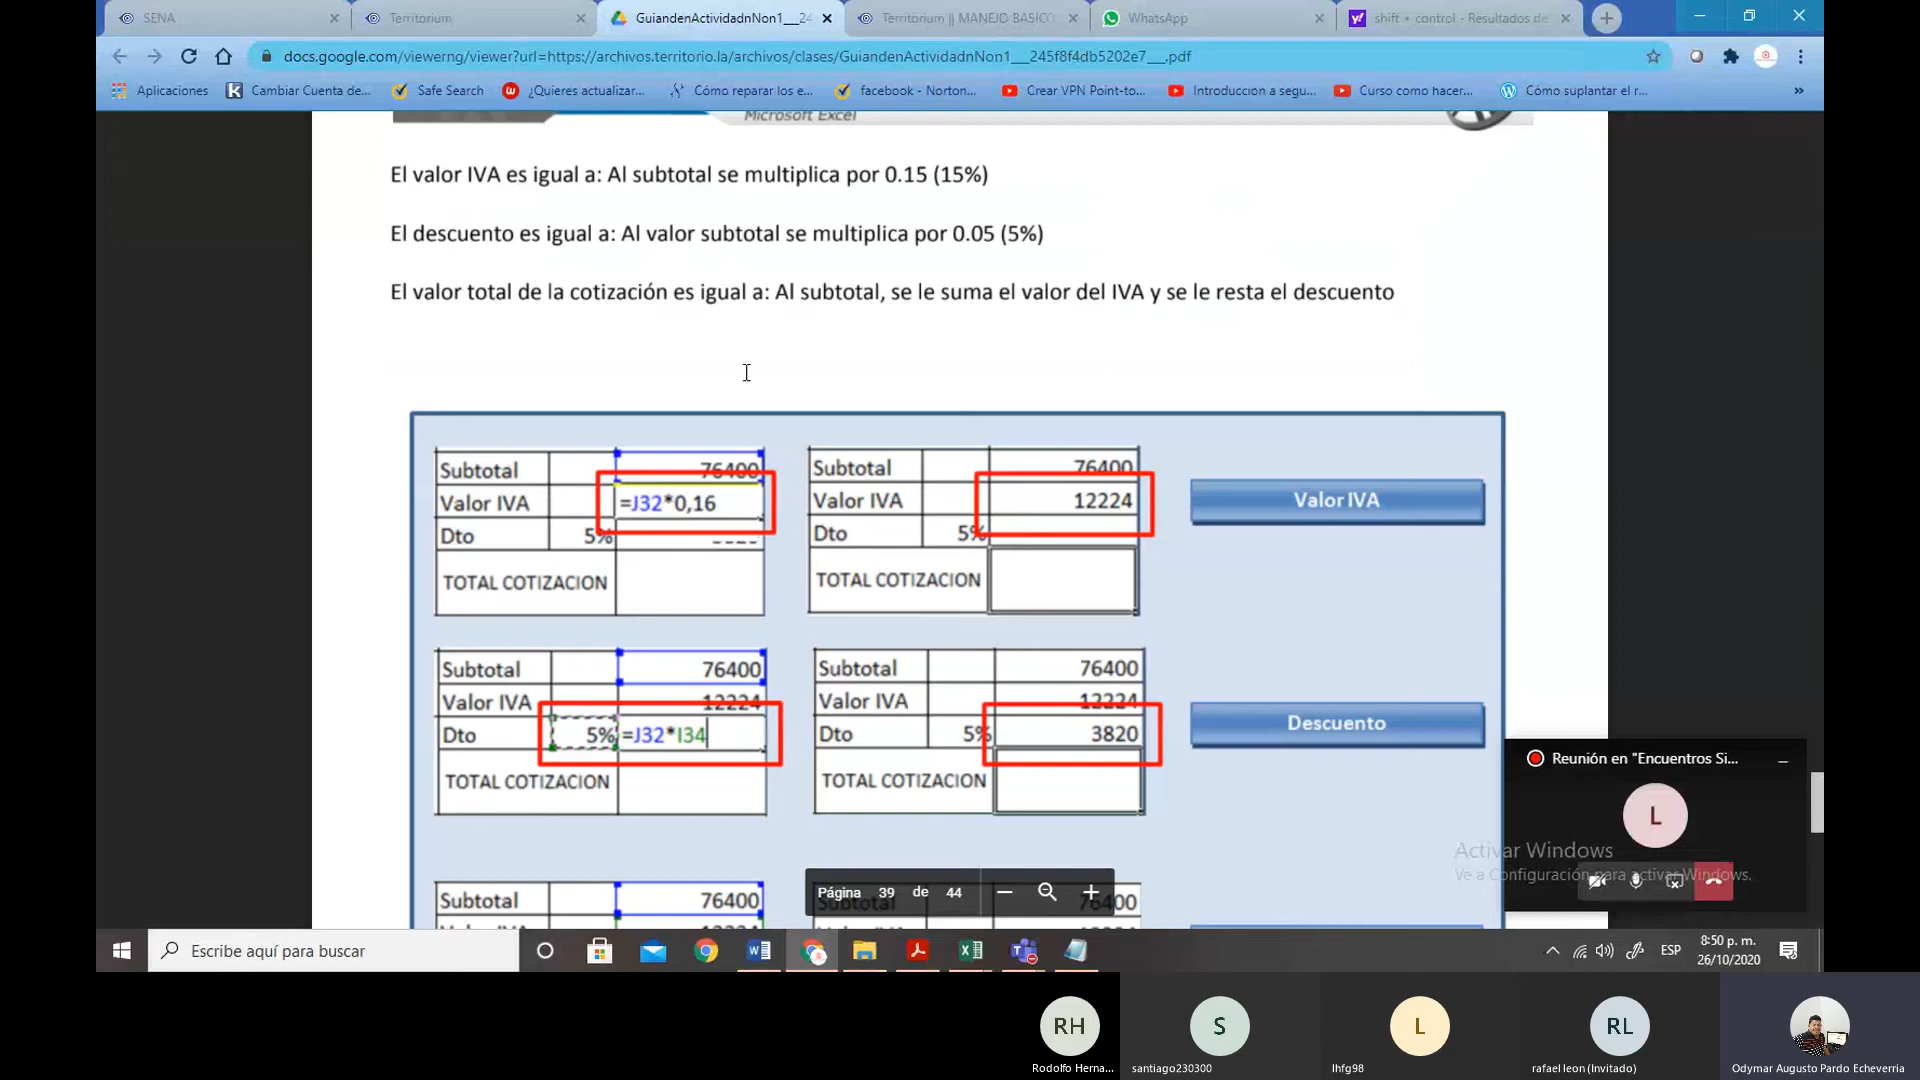 SENA
Territorium
GuiandenActividadnNon1___24
Territorium || MANEJO BASICO
WhatsApp
shift + control - Resultados de
docs.google.com/viewerng/viewer?url=https://archivos.territorio.la/archivos/clases/GuiandenActividadnNon1___245f8f4db5202e7___.pdf
Aplicaciones
Cambiar Cuenta de...
Safe Search
¿Quieres actualizar...
Cómo reparar los e...
facebook - Norton...
Crear VPN Point-to...
Introducción a segu...
Curso como hacer...
Cómo suplantar el r...
»
Microsoft Excel
El valor IVA es igual a: Al subtotal se multiplica por 0.15 (15%)
El descuento es igual a: Al valor subtotal se multiplica por 0.05 (5%)
El valor total de la cotización es igual a: Al subtotal, se le suma el valor del IVA y se le resta el descuento
Subtotal 76400
Valor IVA =J32*0,16
Dto 5%
TOTAL COTIZACION
Subtotal 76400
Valor IVA 12224
Dto 5%
TOTAL COTIZACION
Valor IVA
Subtotal 76400
Valor IVA 12224
Dto 5% =J32*I34
TOTAL COTIZACION
Subtotal 76400
Valor IVA 12224
Dto 5% 3820
TOTAL COTIZACION
Descuento
Subtotal 76400
Página 39 de 44
Reunión en "Encuentros Si...
L
Activar Windows
Ve a Configuración para activar Windows.
Escribe aquí para buscar
ESP
8:50 p. m.
26/10/2020
RH
S
L
RL
Rodolfo Herna...
santiago230300
lhfg98
rafael leon (Invitado)
Odymar Augusto Pardo Echeverria